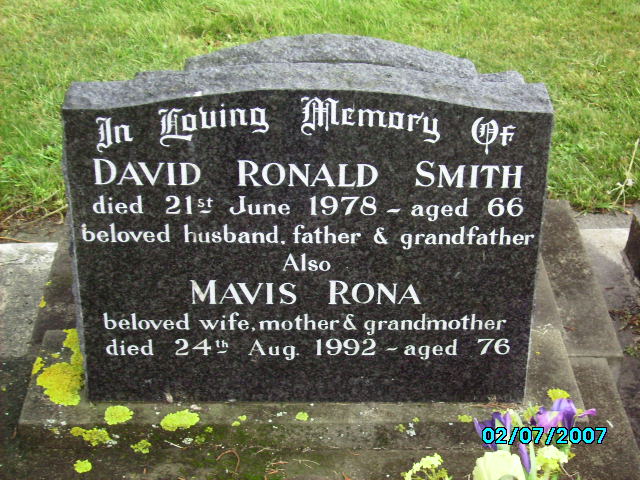 In Loving Memory Of
DAVID RONALD SMITH
died 21st June 1978 - aged 66
beloved husband, father & grandfather
Also
MAVIS RONA
beloved wife, mother & grandmother
died 24th Aug. 1992 - aged 76
02/07/2007